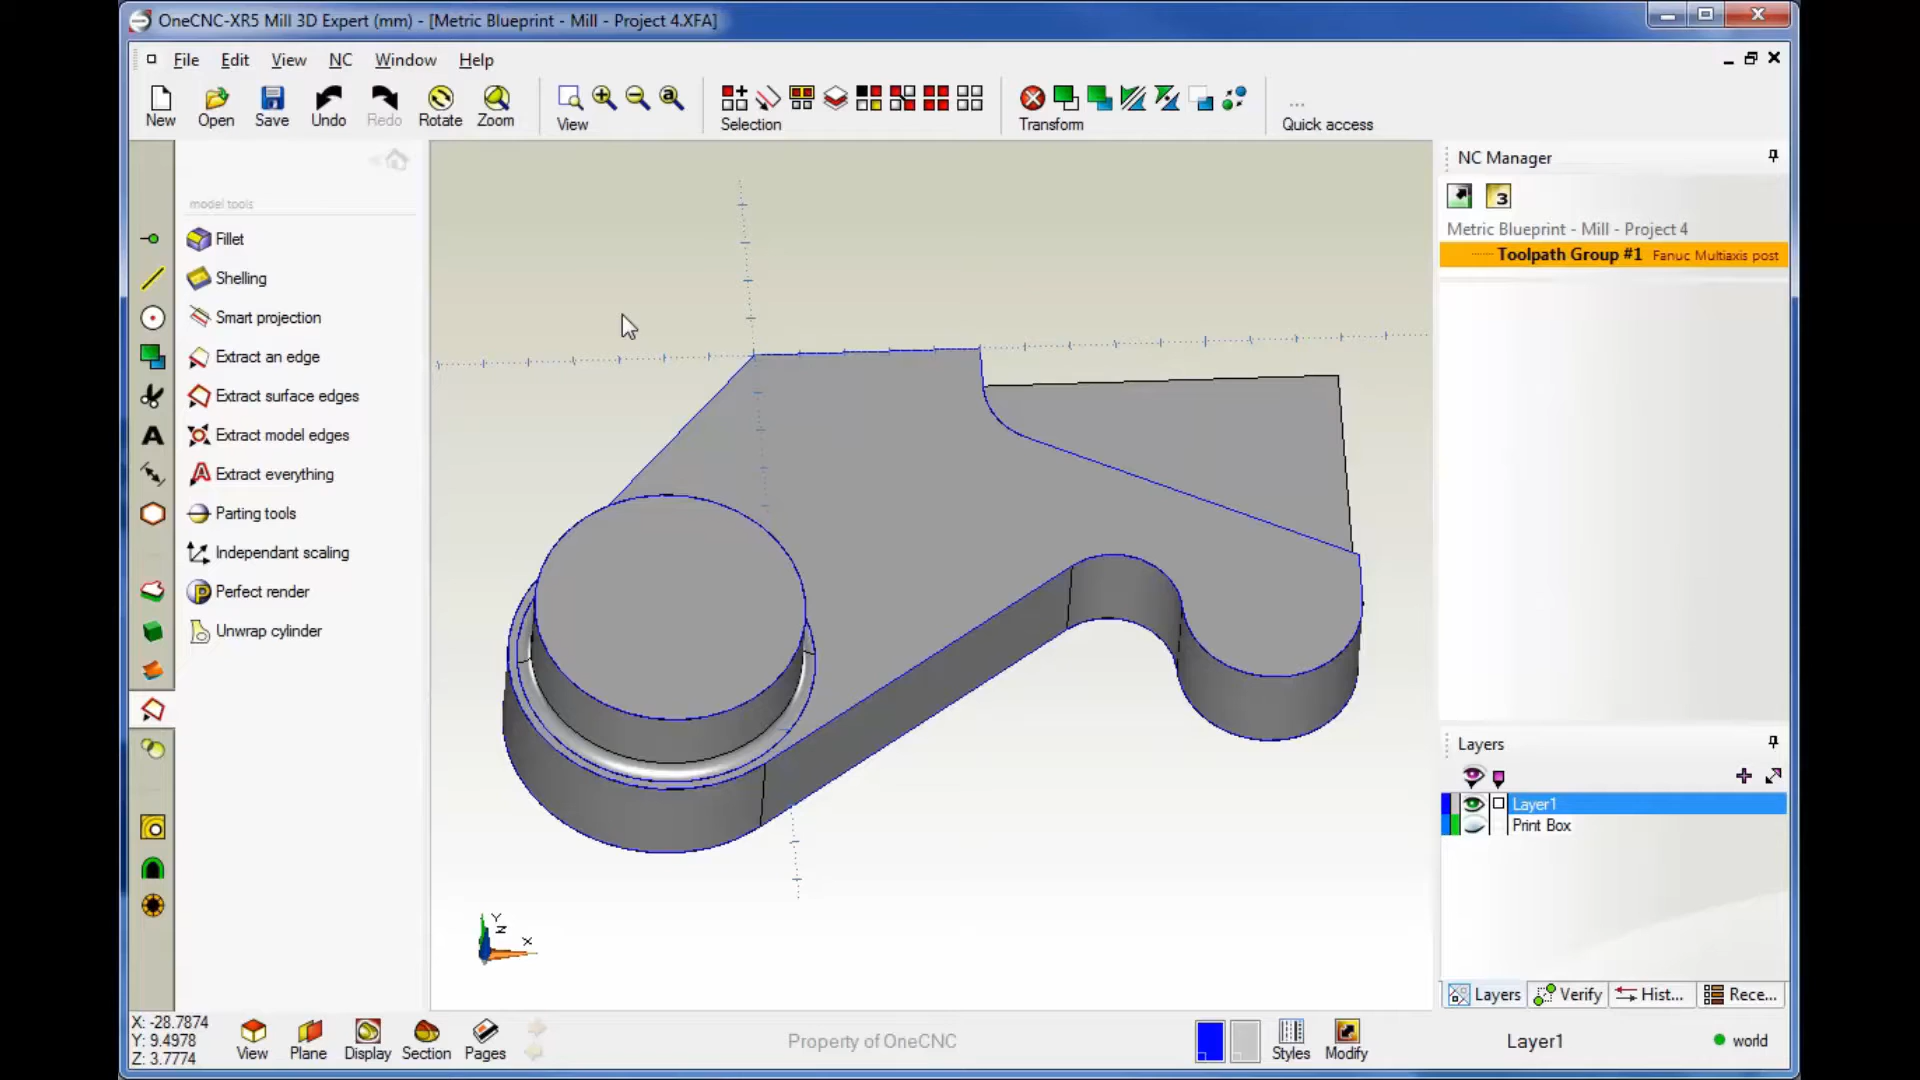 OneCNC-XR5 Mill 3D Expert (mm) - [Metric Blueprint - Mill - Project 4.XFA]
File Edit View NC Window Help
New Open Save Undo Redo Rotate Zoom View Selection Transform ... Quick access
model tools
Fillet
Shelling
Smart projection
Extract an edge
Extract surface edges
Extract model edges
Extract everything
Parting tools
Independant scaling
Perfect render
Unwrap cylinder
A
NC Manager
3
Metric Blueprint - Mill - Project 4
Toolpath Group #1 Fanuc Multiaxis post
Layers
Layer1
Print Box
Layers Verify Hist... Rece...
Y
Z
X
X: -28.7874
Y: 9.4978
Z: 3.7774
View Plane Display Section Pages
Property of OneCNC
Styles Modify
Layer1
world